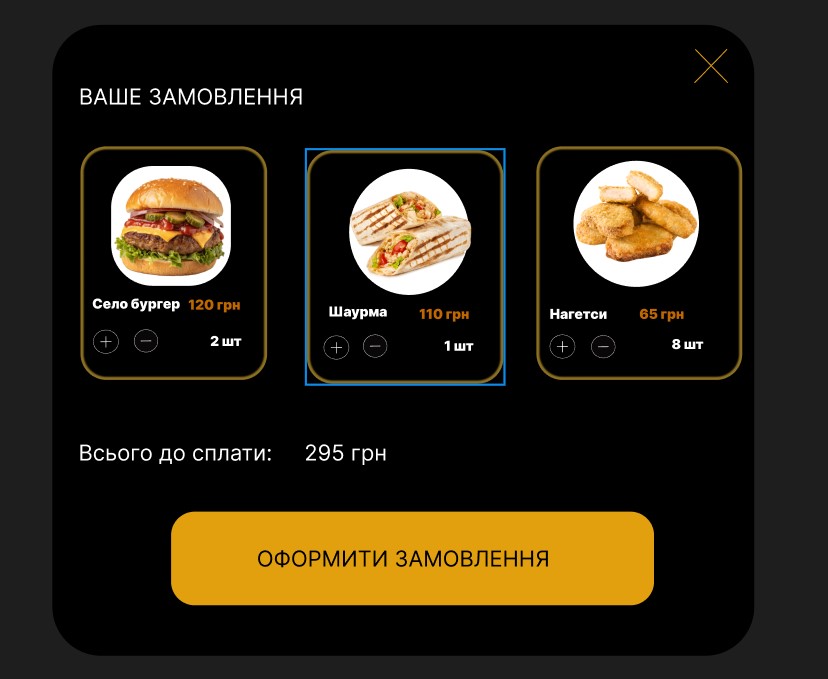 ВАШЕ ЗАМОВЛЕННЯ
Село бургер 120 грн
2 шт
Шаурма 110 грн
1 шт
Нагетси 65 грн
8 шт
Всього до сплати: 295 грн
ОФОРМИТИ ЗАМОВЛЕННЯ